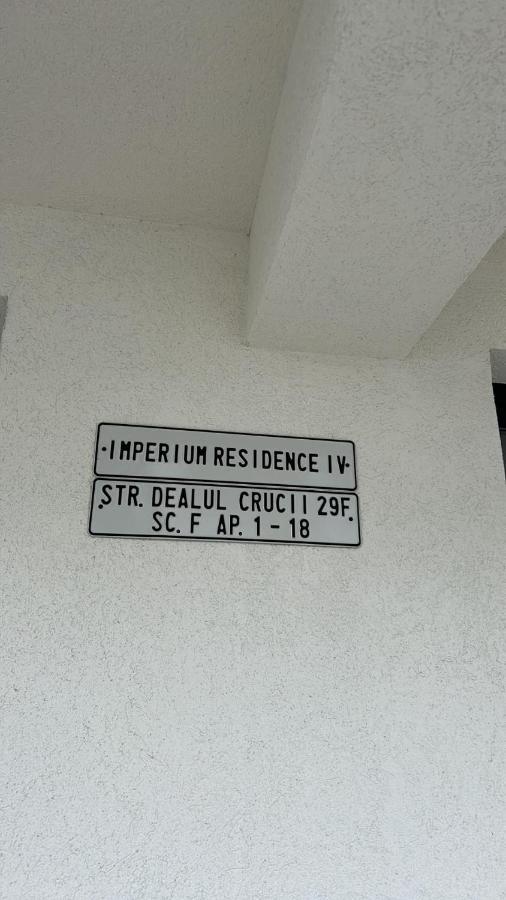 IMPERIUM RESIDENCE IV
STR. DEALUL CRUCII 29F.
SC. F AP. 1 - 18